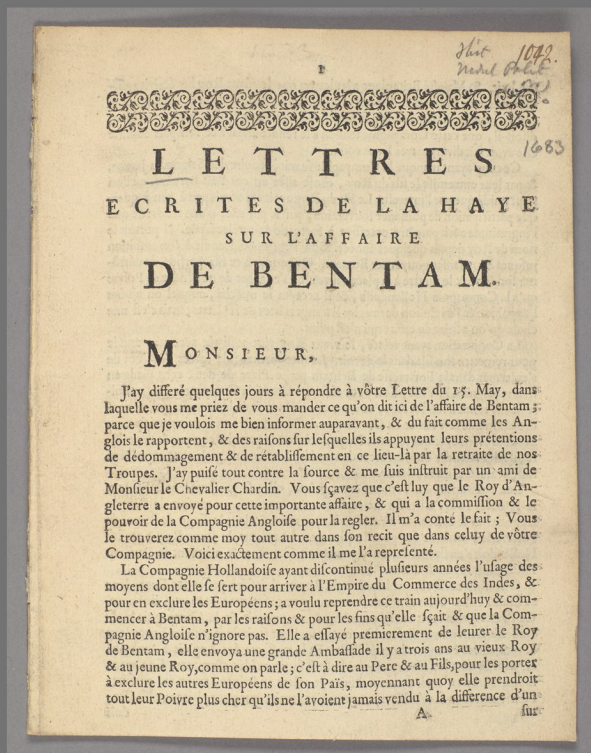 1
Hist 1042.
1683
LETTRES
ECRITES DE LA HAYE
SUR L'AFFAIRE
DE BENTAM.
MONSIEUR,
J'ay differé quelques jours à répondre à vôtre Lettre du 15. May, dans
laquelle vous me priez de vous mander ce qu'on dit ici de l'affaire de Bentam;
parce que je voulois me bien informer auparavant, & du fait comme les An-
glois le rapportent, & des raiſons ſur leſquelles ils appuyent leurs prétentions
de dédommagement & de rétabliſſement en ce lieu-là par la retraite de nos
Troupes. J'ay puiſé tout contre la ſource & me ſuis inſtruit par un ami de
Monſieur le Chevalier Chardin. Vous ſçavez que c'eſt luy que le Roy d'An-
gleterre a envoyé pour cette importante affaire, & qui a la commiſſion & le
pouvoir de la Compagnie Angloiſe pour la regler. Il m'a conté le fait; Vous
le trouverez comme moy tout autre dans ſon recit que dans celuy de vôtre
Compagnie. Voici exactement comme il me l'a repreſenté.
La Compagnie Hollandoiſe ayant diſcontinué pluſieurs années l'uſage des
moyens dont elle ſe ſert pour arriver à l'Empire du Commerce des Indes, &
pour en exclure les Européens; a voulu reprendre ce train aujourd'huy & com-
mencer à Bentam, par les raiſons & pour les fins qu'elle ſçait & que la Com-
pagnie Angloiſe n'ignore pas. Elle a eſſayé premierement de leurer le Roy
de Bentam, elle envoya une grande Ambaſſade il y a trois ans au vieux Roy
& au jeune Roy, comme on parle; c'eſt à dire au Pere & au Fils, pour les porter
à exclure les autres Européens de ſon Païs, moyennant quoy elle prendroit
tout leur Poivre plus cher qu'ils ne l'avoient jamais vendu à la difference d'un
A
ſur